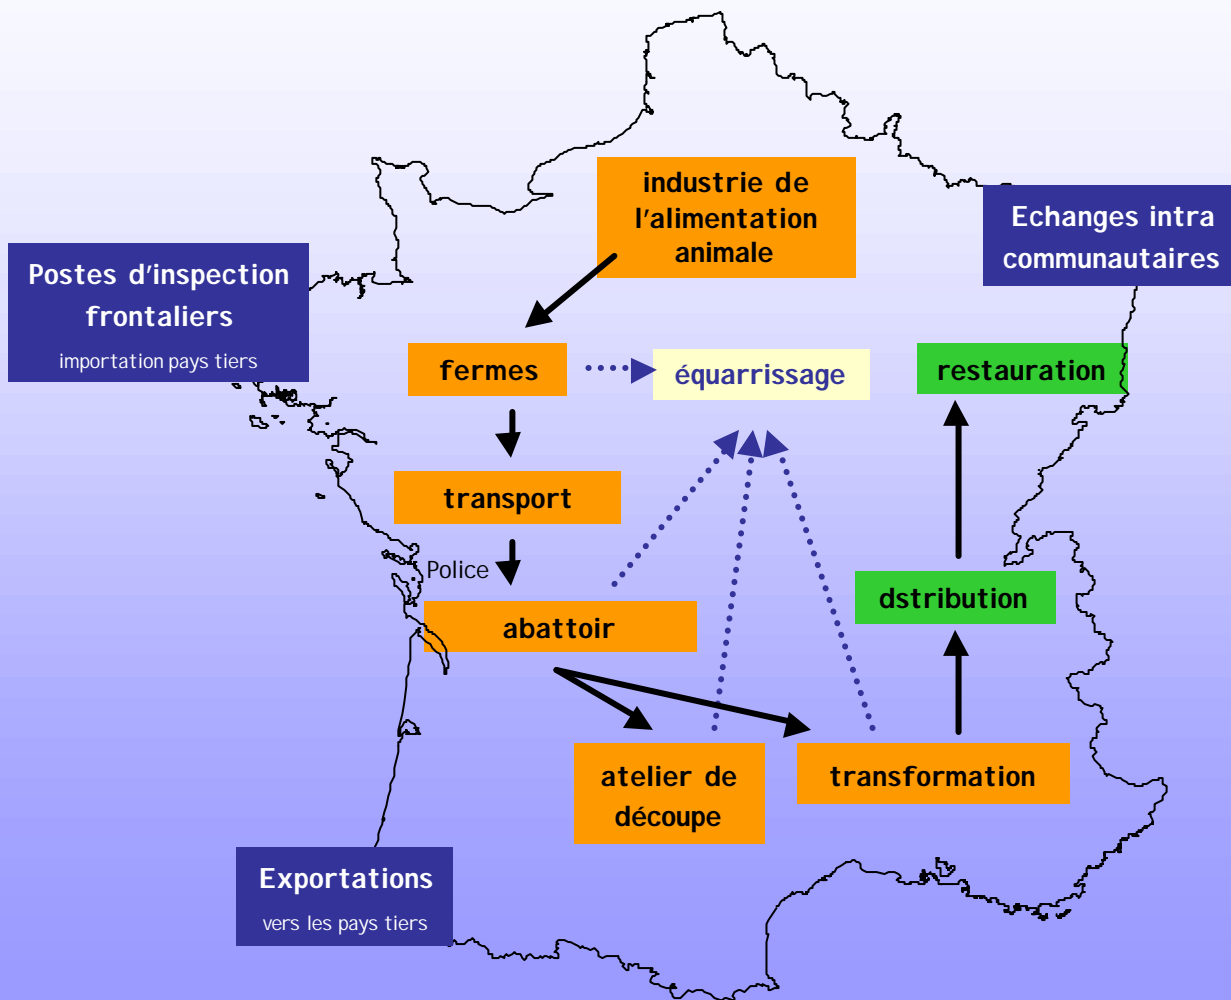 industrie de
l'alimentation
animale
Echanges intra
communautaires
Postes d'inspection
frontaliers
importation pays tiers
fermes
équarrissage
restauration
transport
Police
abattoir
dstribution
atelier de
découpe
transformation
Exportations
vers les pays tiers